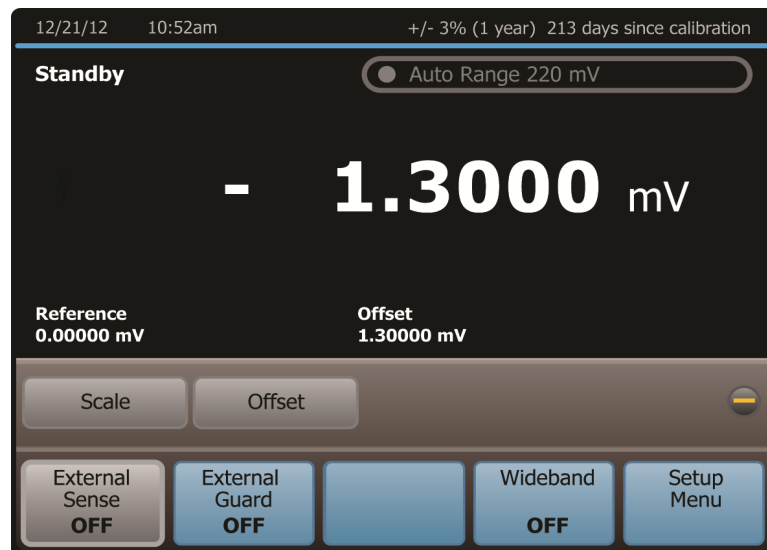 12/21/12 10:52am +/- 3% (1 year) 213 days since calibration
Standby Auto Range 220 mV
- 1.3000 mV
Reference Offset
0.00000 mV 1.30000 mV
Scale Offset
External External Wideband Setup
Sense Guard Menu
OFF OFF OFF